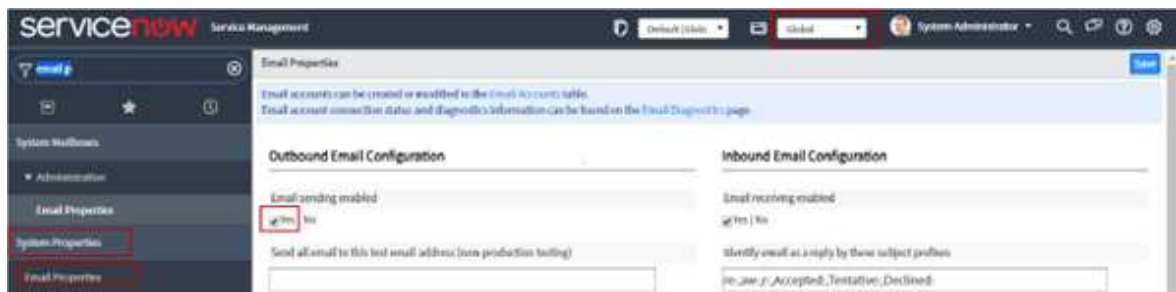 servicenow Service Management
Default (Globa
Global
System Administrator
email p
Email Properties
Save
Email accounts can be created or modified in the Email Accounts table.
Email account connection status and diagnostics information can be found on the Email Diagnostics page.
System Mailboxes
Administration
Email Properties
System Properties
Email Properties
Outbound Email Configuration
Email sending enabled
Yes | No
Send all email to this test email address (non-production testing)
Inbound Email Configuration
Email receiving enabled
Yes | No
Identify email as a reply by these subject prefixes
re:,aw:,r:,Accepted:,Tentative:,Declined: